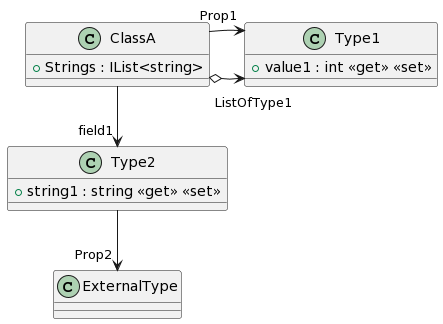 Prop1
C ClassA
Strings : IList<string>
C Type1
value1 : int «get» «set»
ListOfType1
field1
C Type2
string1 : string «get» «set»
Prop2
C ExternalType